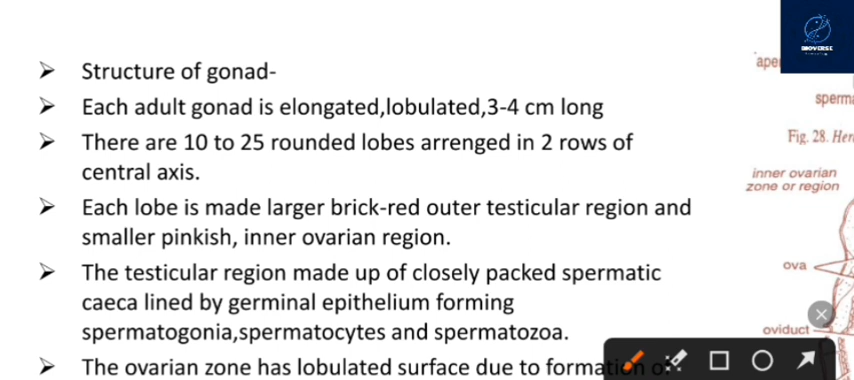 BIOVERSE
Structure of gonad-
Each adult gonad is elongated,lobulated,3-4 cm long
There are 10 to 25 rounded lobes arrenged in 2 rows of
central axis.
Each lobe is made larger brick-red outer testicular region and
smaller pinkish, inner ovarian region.
The testicular region made up of closely packed spermatic
caeca lined by germinal epithelium forming
spermatogonia,spermatocytes and spermatozoa.
The ovarian zone has lobulated surface due to formation of
Fig. 28.
inner ovarian
zone or region
ova
oviduct